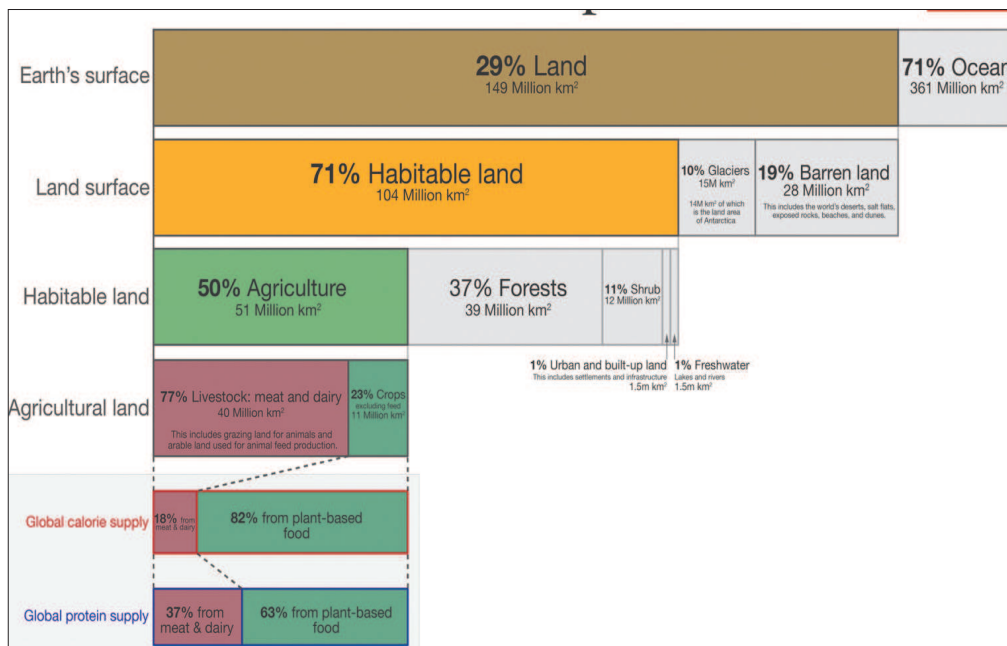 Earth's surface
29% Land
149 Million km²
71% Ocean
361 Million km²
Land surface
71% Habitable land
104 Million km²
10% Glaciers
15M km²
14M km² of which
is the land area
of Antarctica
19% Barren land
28 Million km²
This includes the world's deserts, salt flats,
exposed rocks, beaches, and dunes.
Habitable land
50% Agriculture
51 Million km²
37% Forests
39 Million km²
11% Shrub
12 Million km²
1% Urban and built-up land
This includes settlements and infrastructure
1.5m km²
1% Freshwater
Lakes and rivers
1.5m km²
Agricultural land
77% Livestock: meat and dairy
40 Million km²
This includes grazing land for animals and
arable land used for animal feed production.
23% Crops
excluding feed
11 Million km²
Global calorie supply
18% from
meat & dairy
82% from plant-based
food
Global protein supply
37% from
meat & dairy
63% from plant-based
food